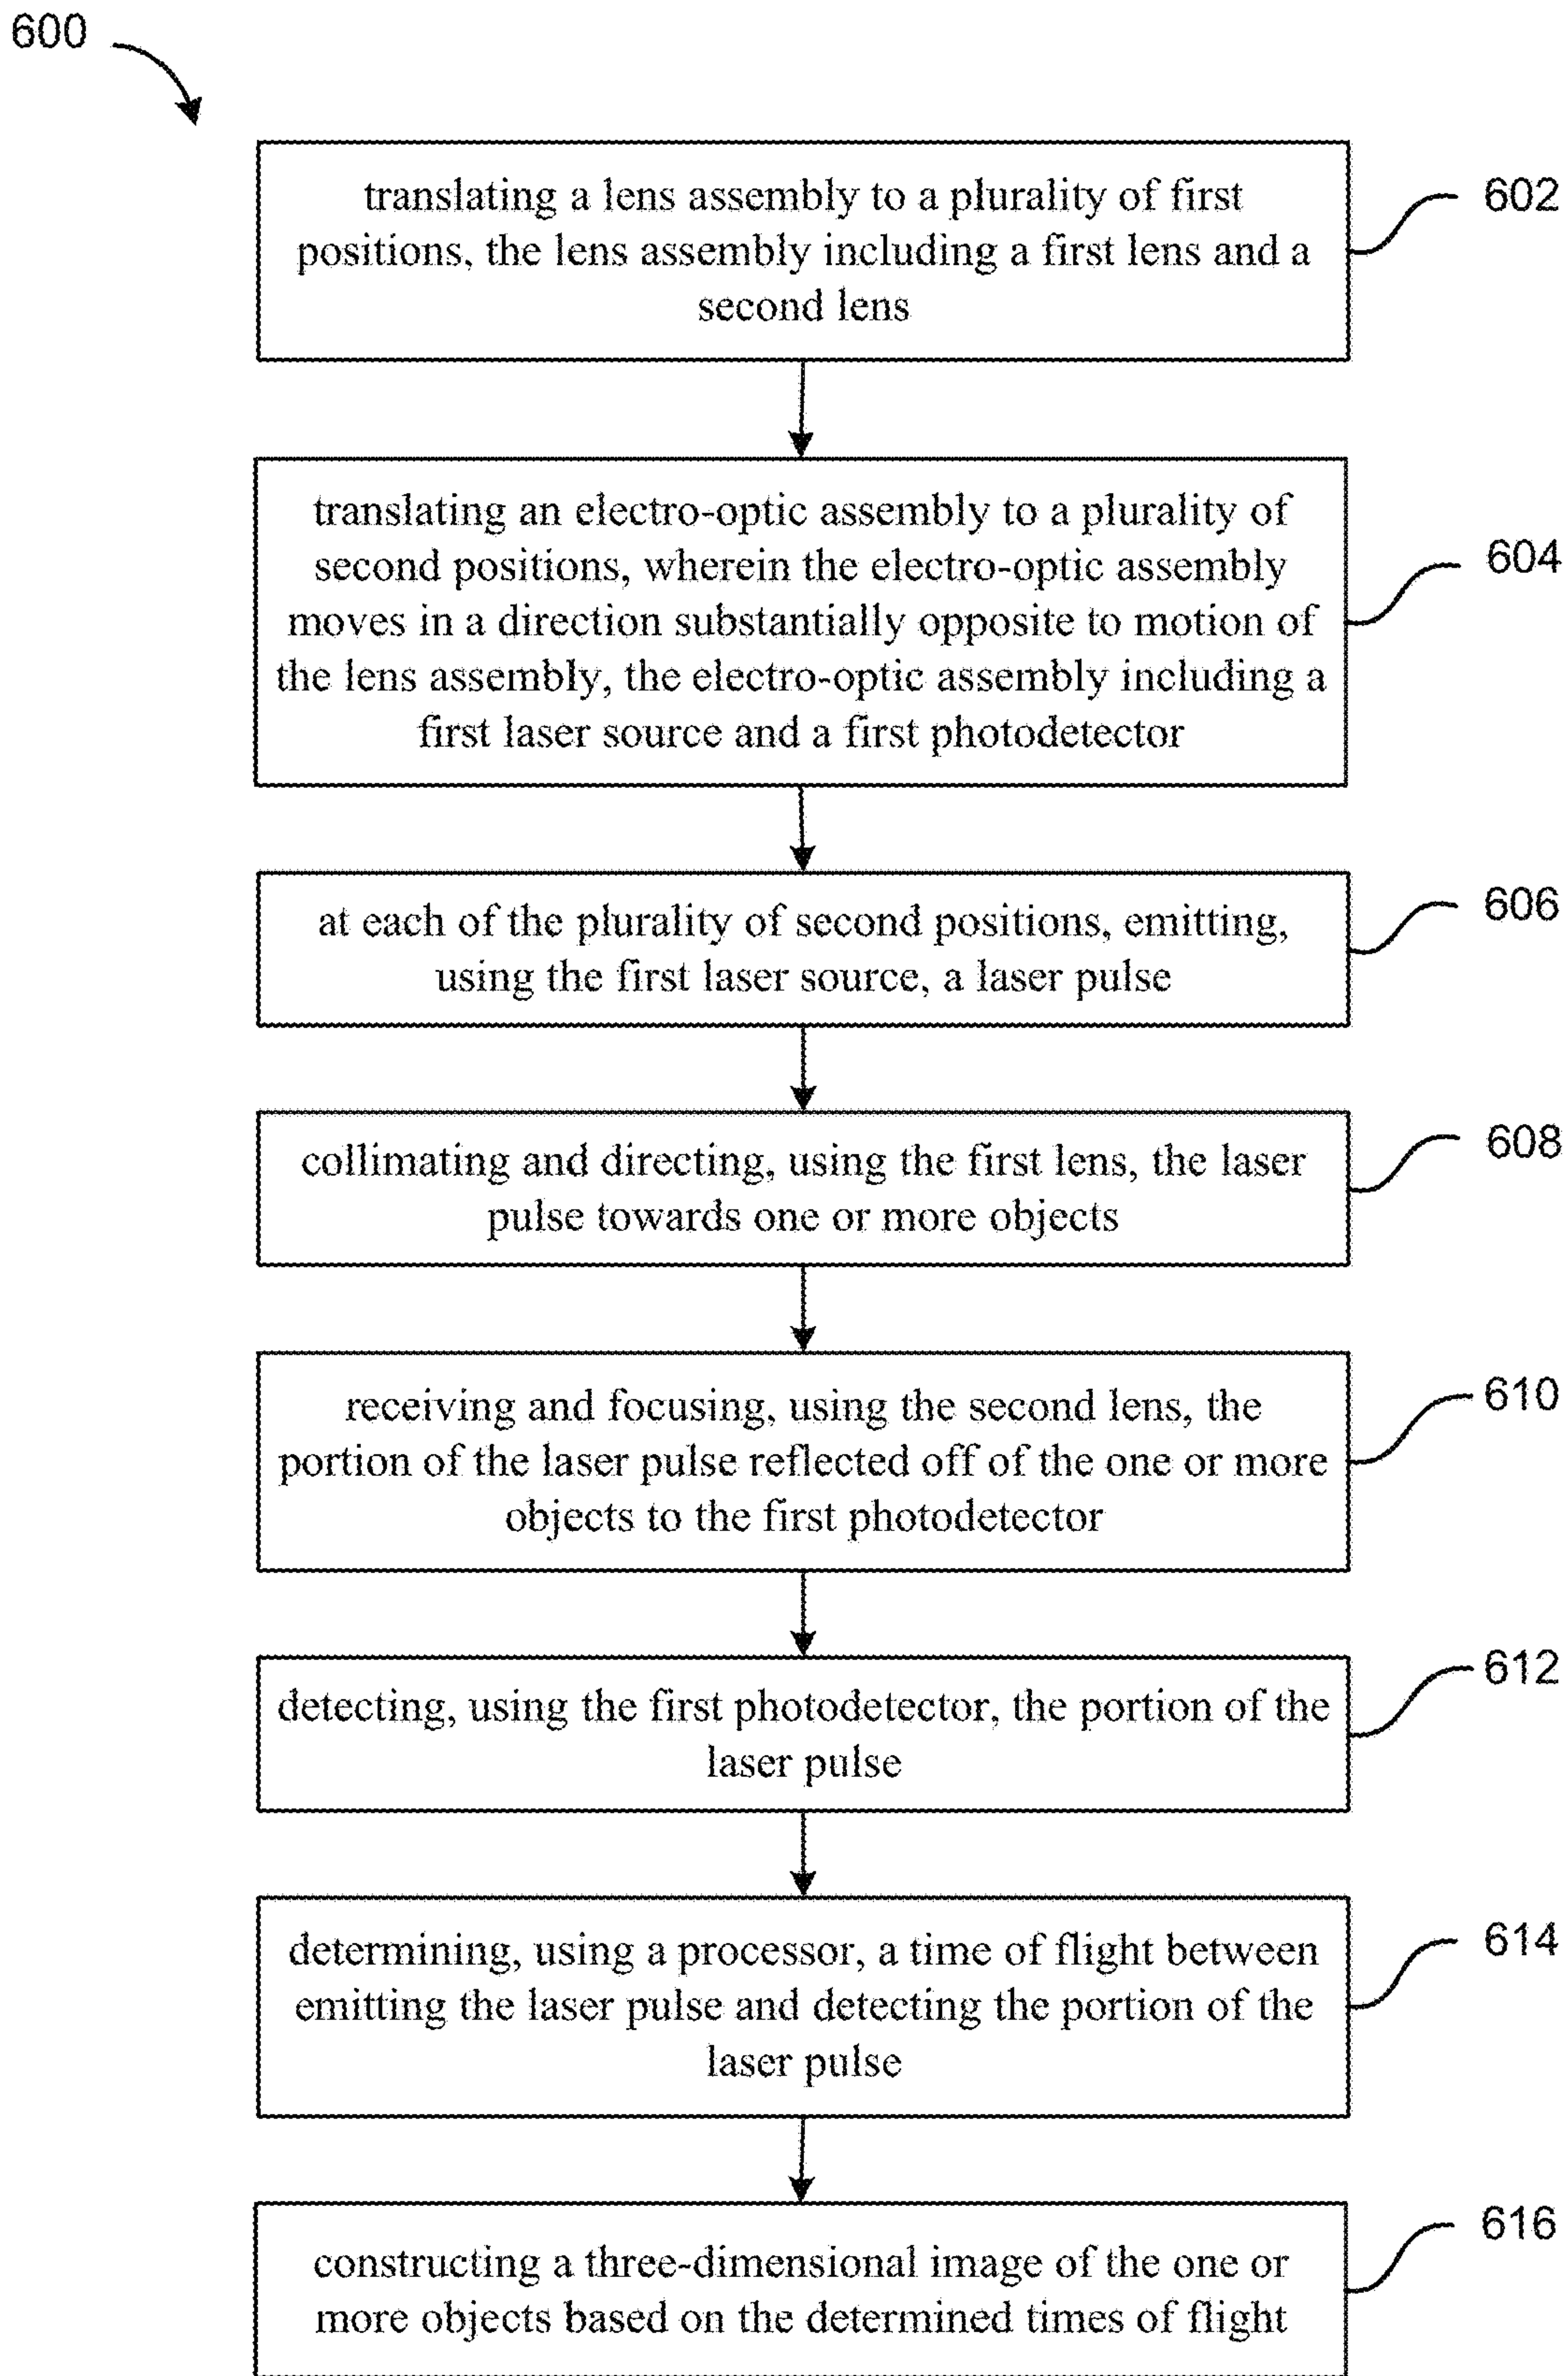 600
translating a lens assembly to a plurality of first
positions, the lens assembly including a first lens and a
second lens
602
translating an electro-optic assembly to a plurality of
second positions, wherein the electro-optic assembly
moves in a direction substantially opposite to motion of
the lens assembly, the electro-optic assembly including a
first laser source and a first photodetector
604
at each of the plurality of second positions, emitting,
using the first laser source, a laser pulse
606
collimating and directing, using the first lens, the laser
pulse towards one or more objects
608
receiving and focusing, using the second lens, the
portion of the laser pulse reflected off of the one or more
objects to the first photodetector
610
detecting, using the first photodetector, the portion of the
laser pulse
612
determining, using a processor, a time of flight between
emitting the laser pulse and detecting the portion of the
laser pulse
614
constructing a three-dimensional image of the one or
more objects based on the determined times of flight
616